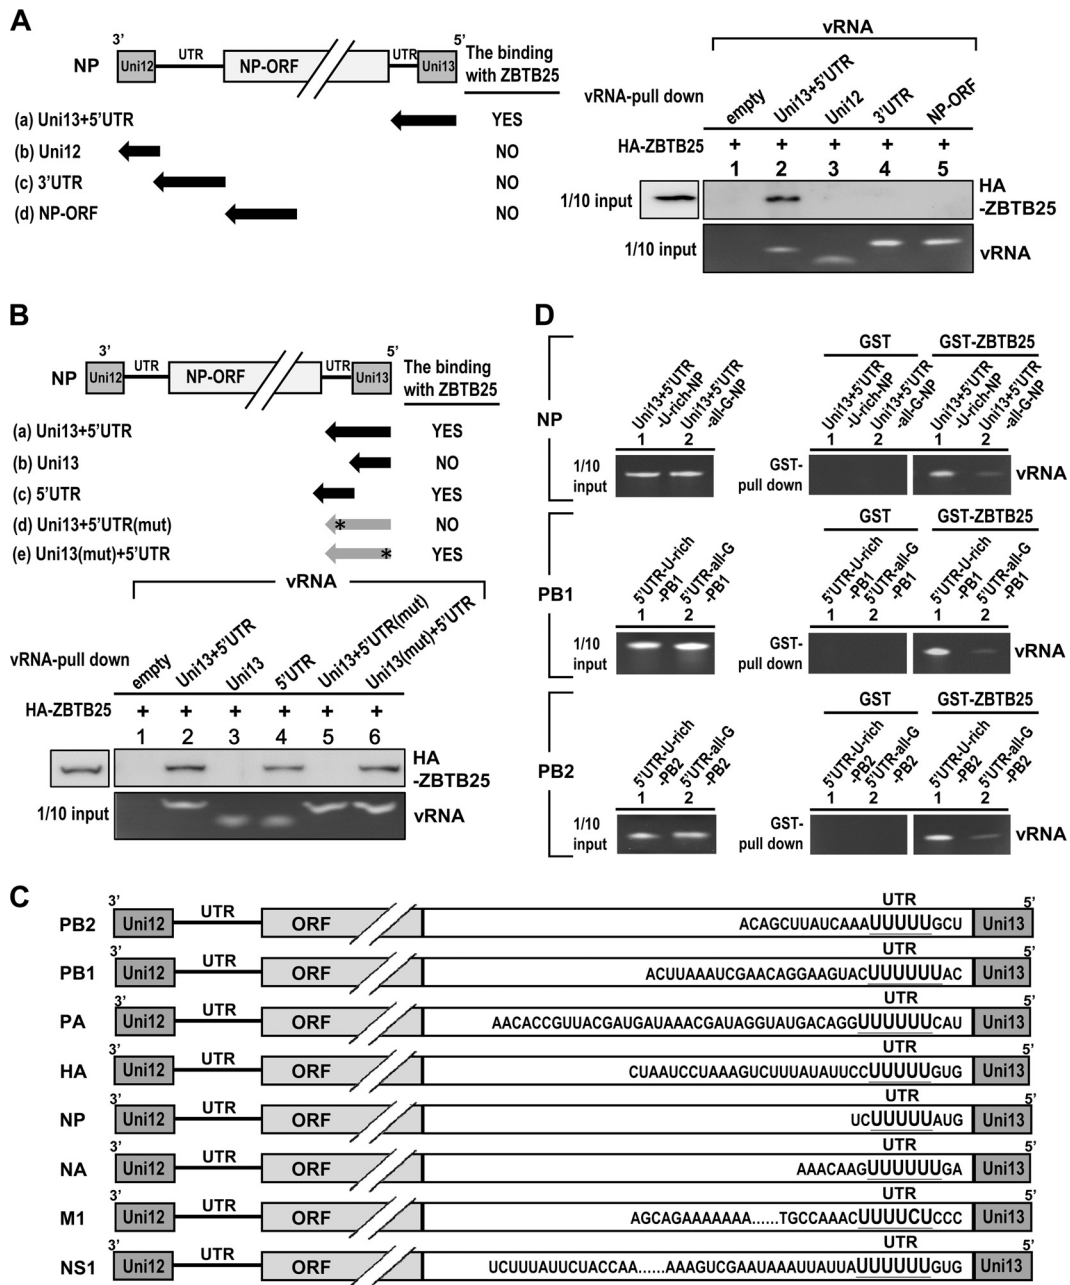 A
3’ 5’
NP Uni12 UTR NP-ORF UTR Uni13
The binding
with ZBTB25
(a) Uni13+5’UTR YES
(b) Uni12 NO
(c) 3’UTR NO
(d) NP-ORF NO
vRNA
vRNA-pull down empty Uni13+5’UTR Uni12 3’UTR NP-ORF
HA-ZBTB25 + + + + +
1 2 3 4 5
1/10 input HA
-ZBTB25
1/10 input vRNA
B
3’ 5’
NP Uni12 UTR NP-ORF UTR Uni13
The binding
with ZBTB25
(a) Uni13+5’UTR YES
(b) Uni13 NO
(c) 5’UTR YES
(d) Uni13+5’UTR(mut) * NO
(e) Uni13(mut)+5’UTR * YES
vRNA
vRNA-pull down empty Uni13+5’UTR Uni13 5’UTR Uni13+5’UTR(mut) Uni13(mut)+5’UTR
HA-ZBTB25 + + + + + +
1 2 3 4 5 6
HA
-ZBTB25
1/10 input vRNA
D
NP
GST GST-ZBTB25
Uni13+5’UTR
-U-rich-NP
Uni13+5’UTR
-all-G-NP
Uni13+5’UTR
-U-rich-NP
Uni13+5’UTR
-all-G-NP
Uni13+5’UTR
-U-rich-NP
Uni13+5’UTR
-all-G-NP
1 2 1 2 1 2
1/10
input
GST-
pull down
vRNA
PB1
GST GST-ZBTB25
5’UTR-U-rich
-PB1
5’UTR-all-G
-PB1
5’UTR-U-rich
-PB1
5’UTR-all-G
-PB1
5’UTR-U-rich
-PB1
5’UTR-all-G
-PB1
1 2 1 2 1 2
1/10
input
GST-
pull down
vRNA
PB2
GST GST-ZBTB25
5’UTR-U-rich
-PB2
5’UTR-all-G
-PB2
5’UTR-U-rich
-PB2
5’UTR-all-G
-PB2
5’UTR-U-rich
-PB2
5’UTR-all-G
-PB2
1 2 1 2 1 2
1/10
input
GST-
pull down
vRNA
C
3’ UTR 5’
PB2 Uni12 UTR ORF ACAGCUUAUCAAAUUUUUGCU Uni13
3’ UTR 5’
PB1 Uni12 UTR ORF ACUUAAAUCGAACAGGAAGUACUUUUUUAC Uni13
3’ UTR 5’
PA Uni12 UTR ORF AACACCGUUACGAUGAUAAACGAUAGGUAUGACAGGUUUUUUCAU Uni13
3’ UTR 5’
HA Uni12 UTR ORF CUAAUCCUAAAGUCUUUAUAUUCCUUUUUGUG Uni13
3’ UTR 5’
NP Uni12 UTR ORF UCUUUUUAUG Uni13
3’ UTR 5’
NA Uni12 UTR ORF AAACAAGUUUUUUGA Uni13
3’ UTR 5’
M1 Uni12 UTR ORF AGCAGAAAAAAA......TGCCAAACUUUUCUCCC Uni13
3’ UTR 5’
NS1 Uni12 UTR ORF UCUUUAUUCUACCAA......AAAGUCGAAUAAAUUAUUAUUUUUUGUG Uni13